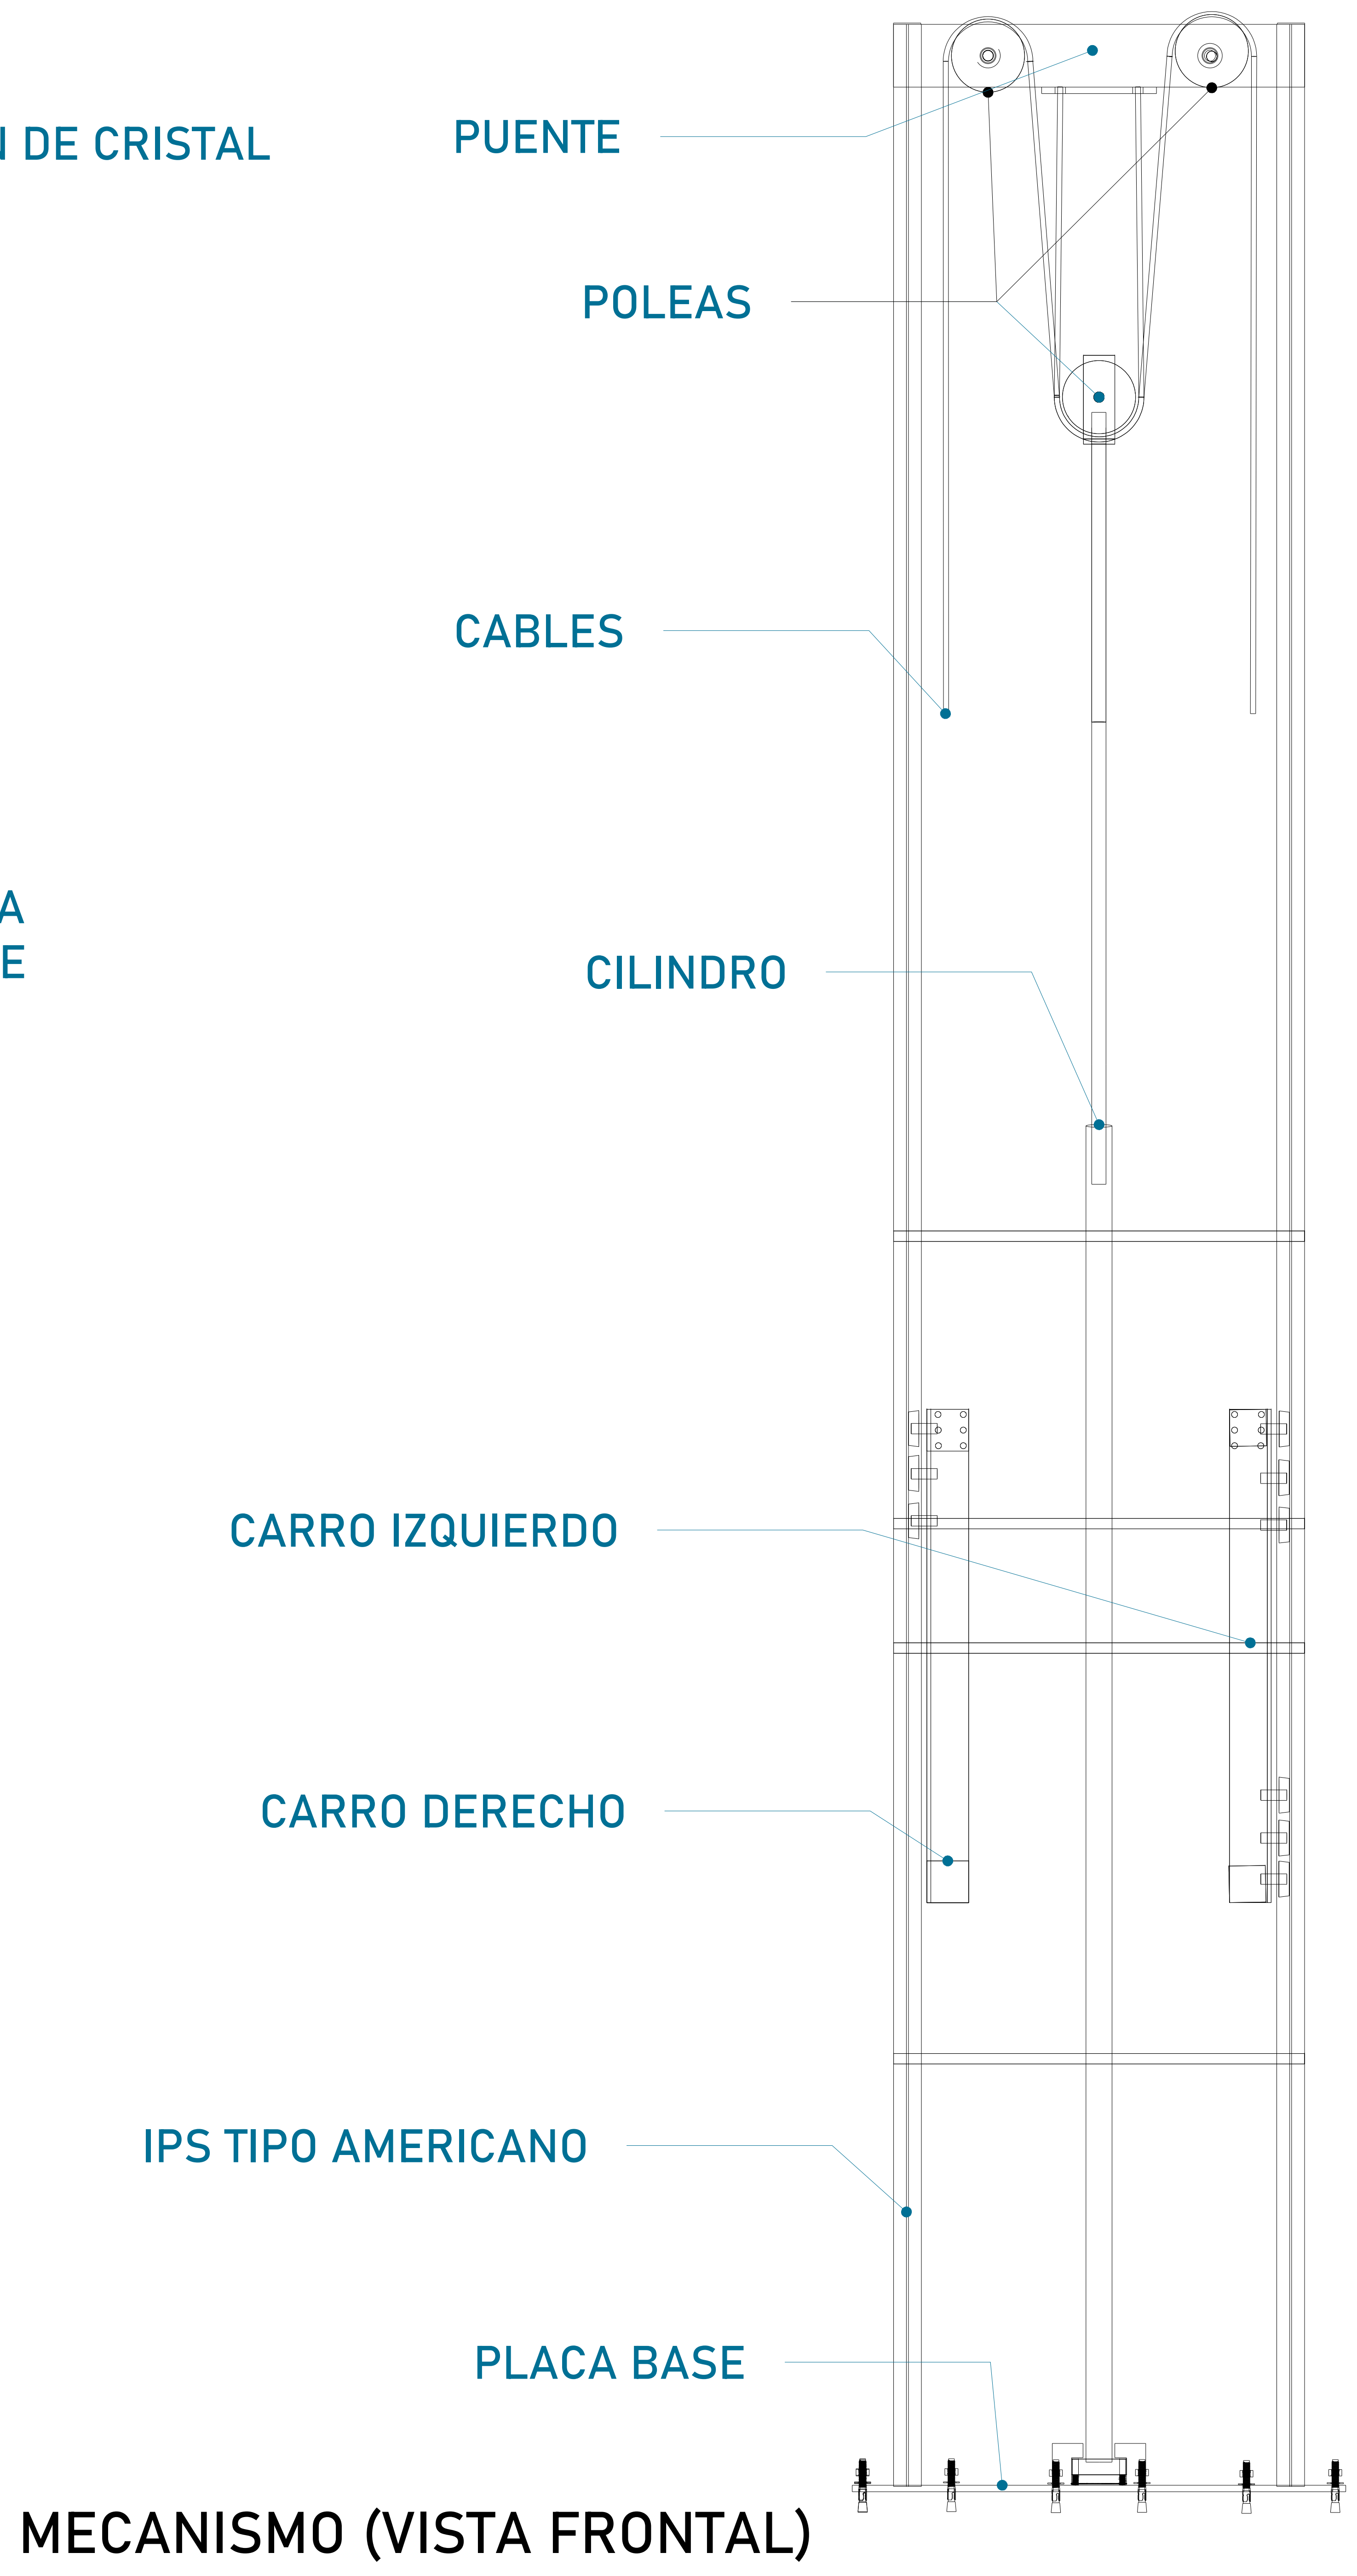 DE CRISTAL
PUENTE
POLEAS
CABLES
A
E
CILINDRO
CARRO IZQUIERDO
CARRO DERECHO
IPS TIPO AMERICANO
PLACA BASE
MECANISMO (VISTA FRONTAL)